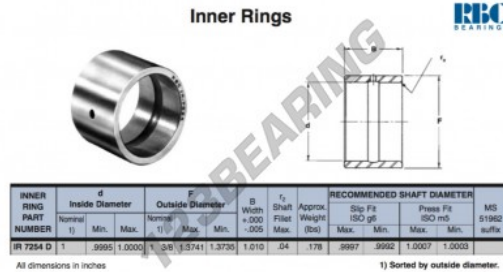 Inner Rings
RBC
BEARINGS
B
r₂
d
F
123BEARING
INNER RING PART NUMBER
d Inside Diameter
F Outside Diameter
B Width +.000 -.005
r₂ Shaft Fillet Max.
Approx. Weight (lbs)
RECOMMENDED SHAFT DIAMETER
MS 51962 suffix
Slip Fit ISO g6
Press Fit ISO m5
Nominal 1) Min. Max. Nominal 1) Max. Min. Max. Min. Max. Min.
IR 7254 D 1 .9995 1.0000 1 3/8 1.3741 1.3736 1.010 .04 .178 .9997 .9992 1.0007 1.0003
All dimensions in inches
1) Sorted by outside diameter.